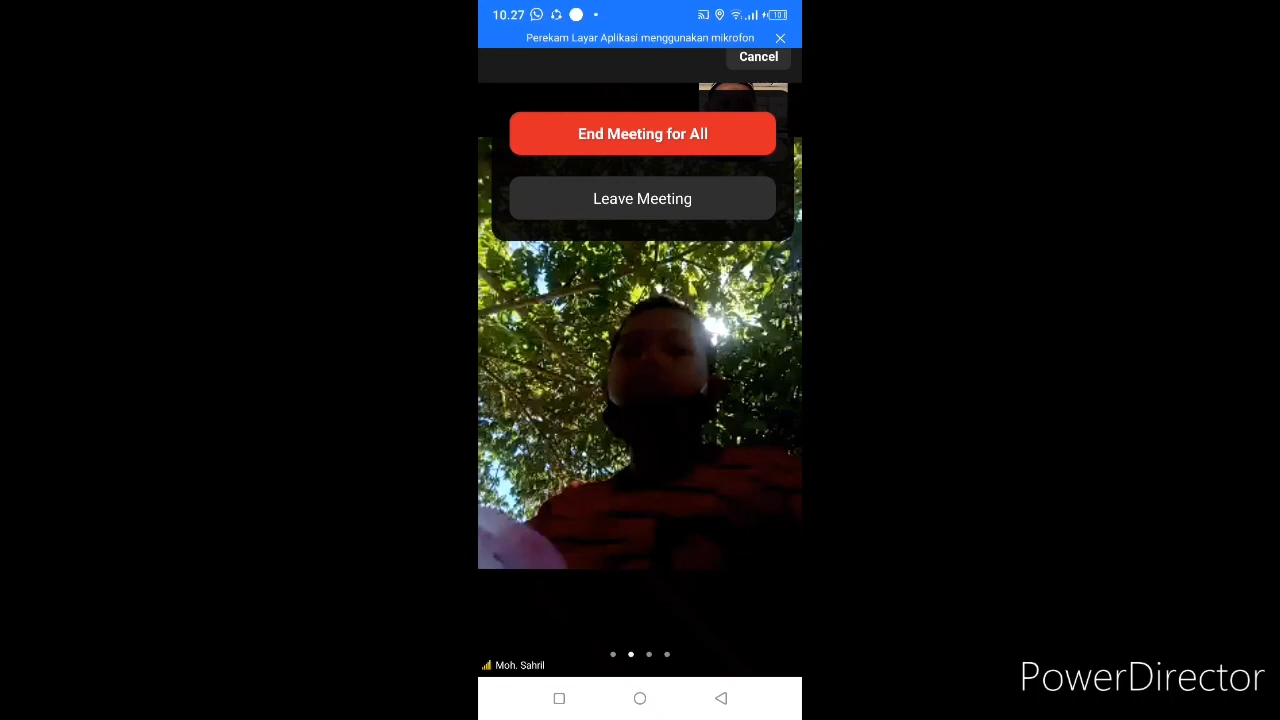 10.27
Perekam Layar Aplikasi menggunakan mikrofon
Cancel
End Meeting for All
Leave Meeting
Moh. Sahril
PowerDirector